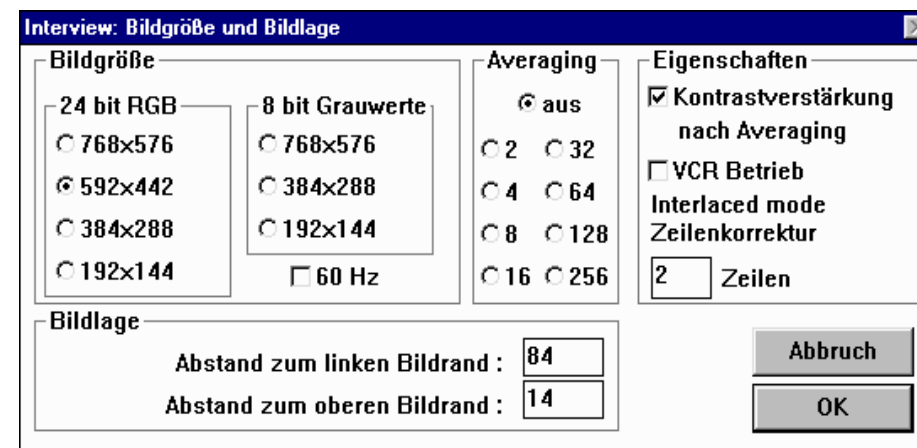 Interview: Bildgröße und Bildlage
Bildgröße
24 bit RGB
768x576
592x442
384x288
192x144
8 bit Grauwerte
768x576
384x288
192x144
60 Hz
Averaging
aus
2 32
4 64
8 128
16 256
Eigenschaften
Kontrastverstärkung
nach Averaging
VCR Betrieb
Interlaced mode
Zeilenkorrektur
2 Zeilen
Bildlage
Abstand zum linken Bildrand : 84
Abstand zum oberen Bildrand : 14
Abbruch
OK